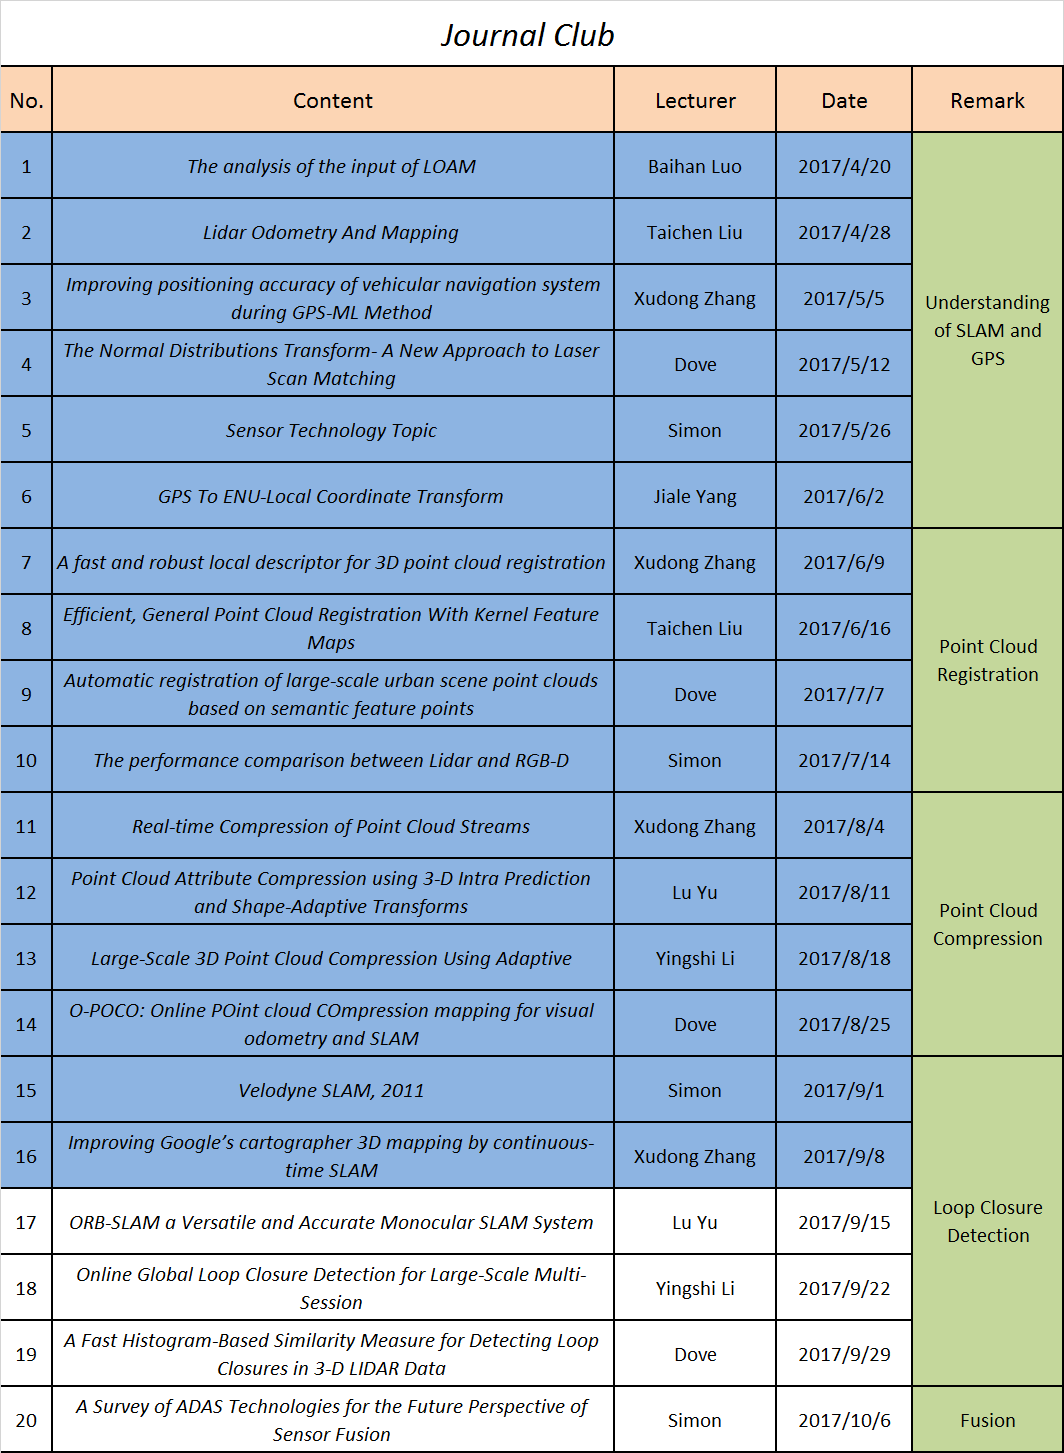 Journal Club
No. Content Lecturer Date Remark
1 The analysis of the input of LOAM Baihan Luo 2017/4/20
2 Lidar Odometry And Mapping Taichen Liu 2017/4/28
3 Improving positioning accuracy of vehicular navigation system
during GPS-ML Method Xudong Zhang 2017/5/5
4 The Normal Distributions Transform- A New Approach to Laser
Scan Matching Dove 2017/5/12
5 Sensor Technology Topic Simon 2017/5/26
6 GPS To ENU-Local Coordinate Transform Jiale Yang 2017/6/2
Understanding
of SLAM and
GPS
7 A fast and robust local descriptor for 3D point cloud registration Xudong Zhang 2017/6/9
8 Efficient, General Point Cloud Registration With Kernel Feature
Maps Taichen Liu 2017/6/16
9 Automatic registration of large-scale urban scene point clouds
based on semantic feature points Dove 2017/7/7
10 The performance comparison between Lidar and RGB-D Simon 2017/7/14
Point Cloud
Registration
11 Real-time Compression of Point Cloud Streams Xudong Zhang 2017/8/4
12 Point Cloud Attribute Compression using 3-D Intra Prediction
and Shape-Adaptive Transforms Lu Yu 2017/8/11
13 Large-Scale 3D Point Cloud Compression Using Adaptive Yingshi Li 2017/8/18
14 O-POCO: Online POint cloud COmpression mapping for visual
odometry and SLAM Dove 2017/8/25
Point Cloud
Compression
15 Velodyne SLAM, 2011 Simon 2017/9/1
16 Improving Google’s cartographer 3D mapping by continuous-
time SLAM Xudong Zhang 2017/9/8
17 ORB-SLAM a Versatile and Accurate Monocular SLAM System Lu Yu 2017/9/15
18 Online Global Loop Closure Detection for Large-Scale Multi-
Session Yingshi Li 2017/9/22
19 A Fast Histogram-Based Similarity Measure for Detecting Loop
Closures in 3-D LIDAR Data Dove 2017/9/29
Loop Closure
Detection
20 A Survey of ADAS Technologies for the Future Perspective of
Sensor Fusion Simon 2017/10/6 Fusion